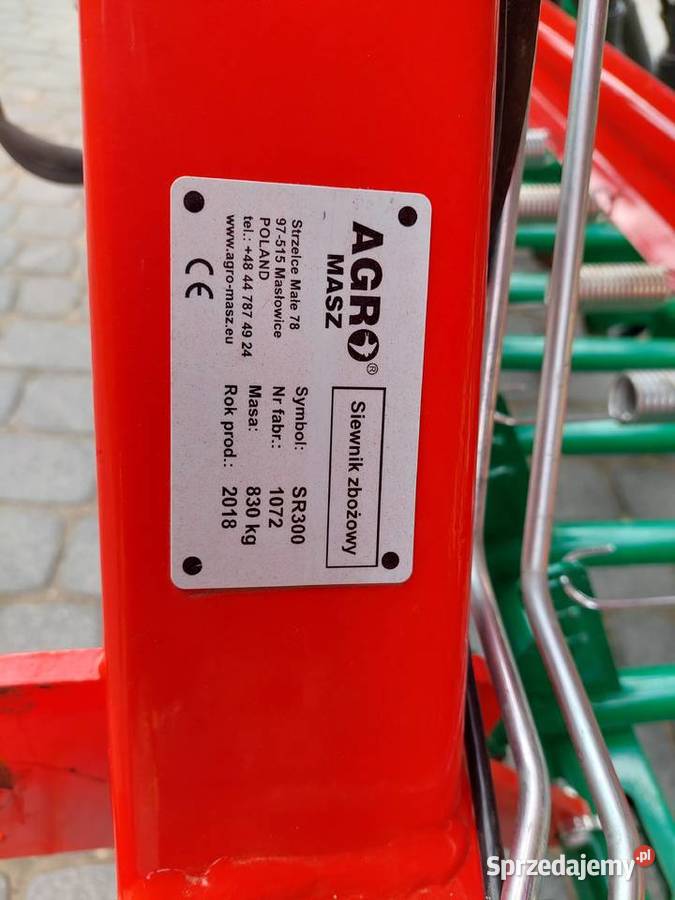 AGRO®
MASZ
Siewnik zbożowy
Strzelce Małe 78
97-515 Masłowice
POLAND
tel.: +48 44 787 49 24
www.agro-masz.eu
CE
Symbol: SR300
Nr fabr.: 1072
Masa: 830 kg
Rok prod.: 2018
Sprzedajemy.pl